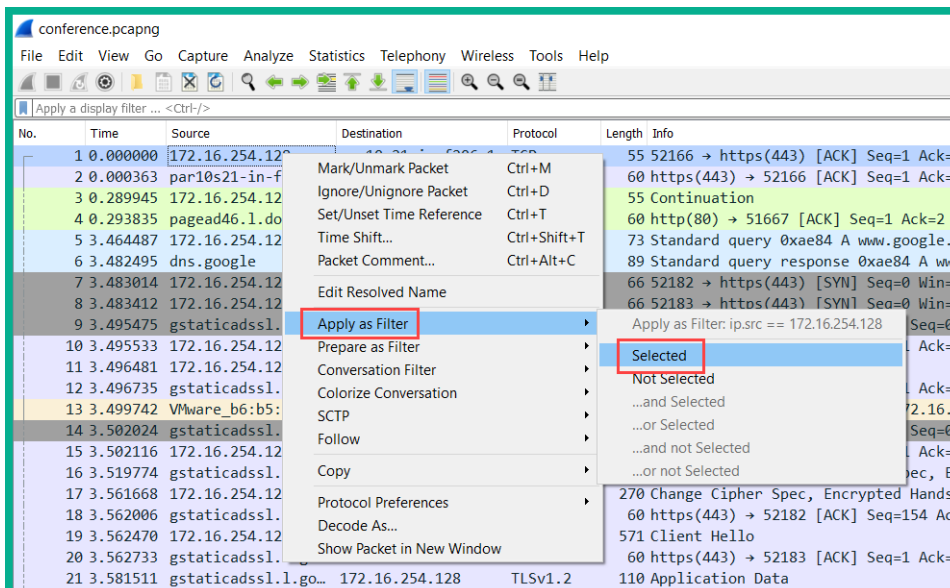 conference.pcapng
File Edit View Go Capture Analyze Statistics Telephony Wireless Tools Help
Apply a display filter ... <Ctrl-/>
No. Time Source Destination Protocol Length Info
1 0.000000 172.16.254.128 55 52166 → https(443) [ACK] Seq=1 Ack=
2 0.000363 par10s21-in-f 60 https(443) → 52166 [ACK] Seq=1 Ack=
3 0.289945 172.16.254.12 55 Continuation
4 0.293835 pagead46.l.do 60 http(80) → 51667 [ACK] Seq=1 Ack=2
5 3.464487 172.16.254.12 73 Standard query 0xae84 A www.google.
6 3.482495 dns.google 89 Standard query response 0xae84 A ww
7 3.483014 172.16.254.12 66 52182 → https(443) [SYN] Seq=0 Win=
8 3.483412 172.16.254.12 66 52183 → https(443) [SYN] Seq=0 Win=
9 3.495475 gstaticadssl. Seq=0
10 3.495533 172.16.254.12 Ack=
11 3.496481 172.16.254.12
12 3.496735 gstaticadssl. Ack=
13 3.499742 VMware_b6:b5: 72.16.
14 3.502024 gstaticadssl. Seq=0
15 3.502116 172.16.254.12 Ack=
16 3.519774 gstaticadssl. pec, E
17 3.561668 172.16.254.12 270 Change Cipher Spec, Encrypted Hands
18 3.562006 gstaticadssl. 60 https(443) → 52182 [ACK] Seq=154 Ac
19 3.562470 172.16.254.12 571 Client Hello
20 3.562733 gstaticadssl. 60 https(443) → 52183 [ACK] Seq=1 Ack=
21 3.581511 gstaticadssl.l.go… 172.16.254.128 TLSv1.2 110 Application Data
Mark/Unmark Packet Ctrl+M
Ignore/Unignore Packet Ctrl+D
Set/Unset Time Reference Ctrl+T
Time Shift... Ctrl+Shift+T
Packet Comment... Ctrl+Alt+C
Edit Resolved Name
Apply as Filter
Prepare as Filter
Conversation Filter
Colorize Conversation
SCTP
Follow
Copy
Protocol Preferences
Decode As...
Show Packet in New Window
Apply as Filter: ip.src == 172.16.254.128
Selected
Not Selected
...and Selected
...or Selected
...and not Selected
...or not Selected